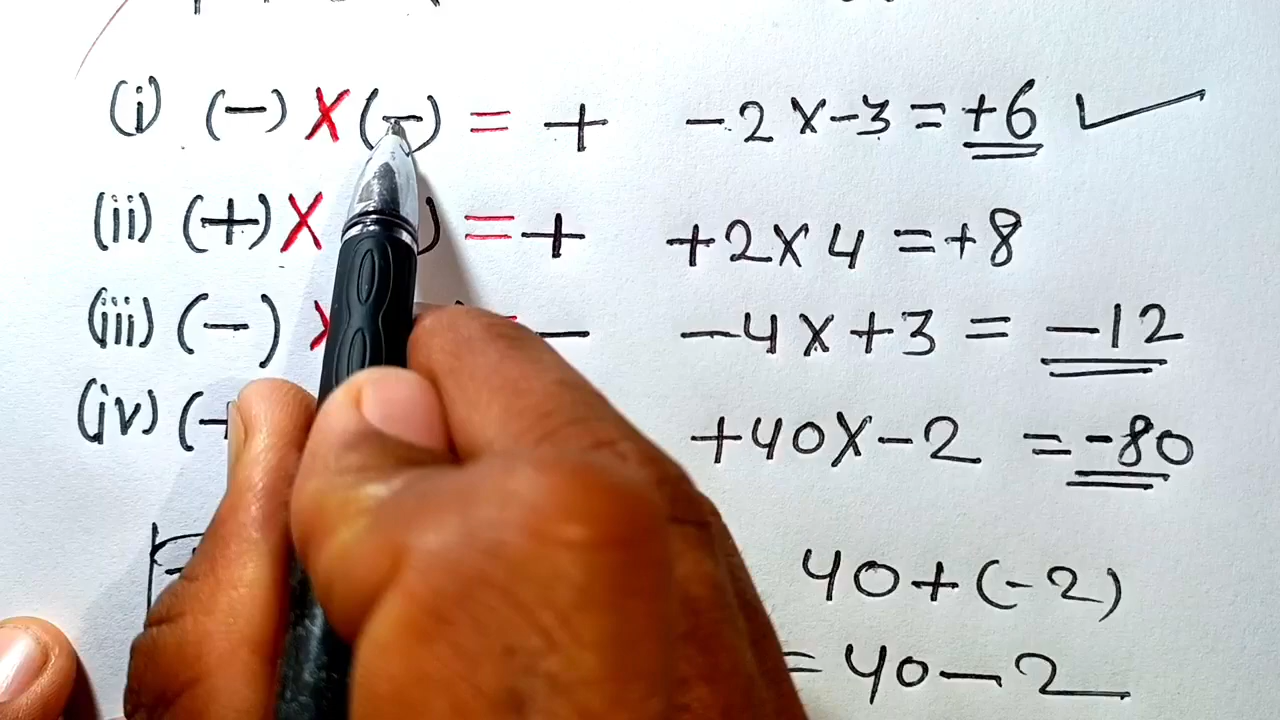 (i) (-) X (-) = + -2 X -3 = +6 ✓
(ii) (+) X ) = + +2 X 4 = +8
(iii) (-) X = - -4 X +3 = -12
(iv) (+ +40 X -2 = -80
40 + (-2)
= 40 - 2